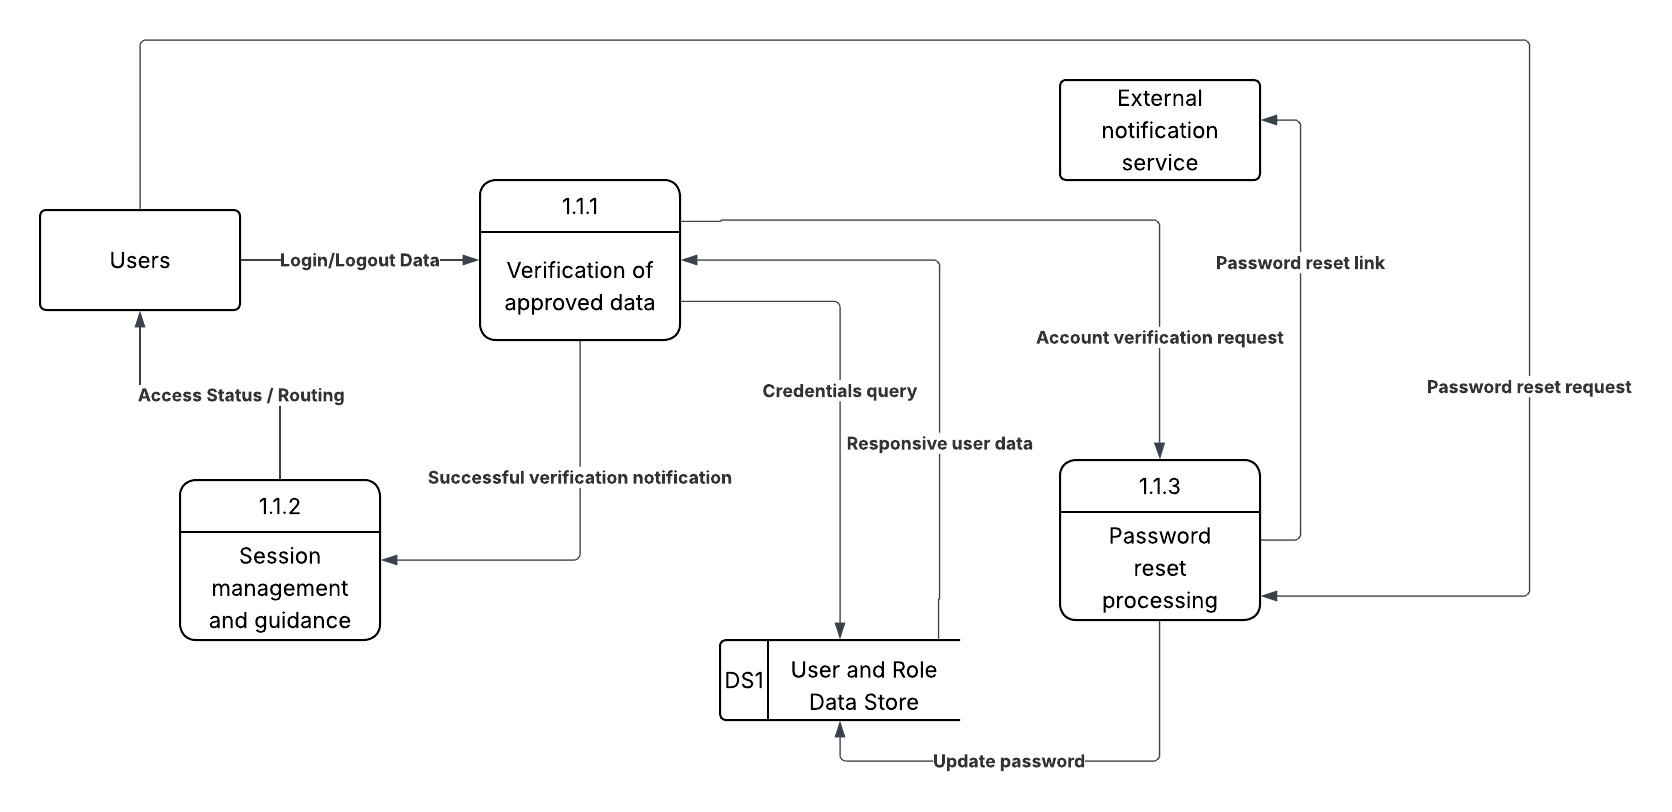 External
notification
service
1.1.1
Users
Login/Logout Data
Verification of
approved data
Password reset link
Account verification request
Password reset request
Credentials query
Access Status / Routing
Responsive user data
Successful verification notification
1.1.2
Session
management
and guidance
1.1.3
Password
reset
processing
DS1
User and Role
Data Store
Update password